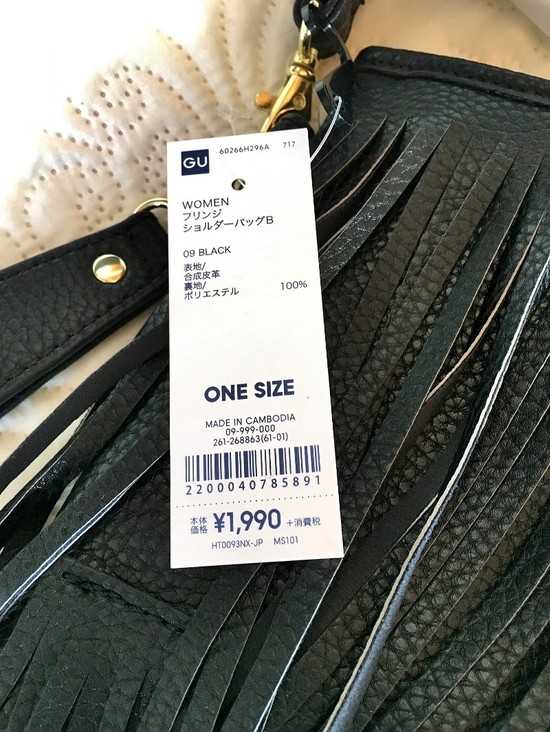 GU 60266H296A 717
WOMEN
フリンジ
ショルダーバッグB
09 BLACK
表地/
合成皮革
裏地/
ポリエステル 100%
ONE SIZE
MADE IN CAMBODIA
09-999-000
261-268863(61-01)
2200040785891
本体価格 ¥1,990 +消費税
HT0093NX-JP MS101